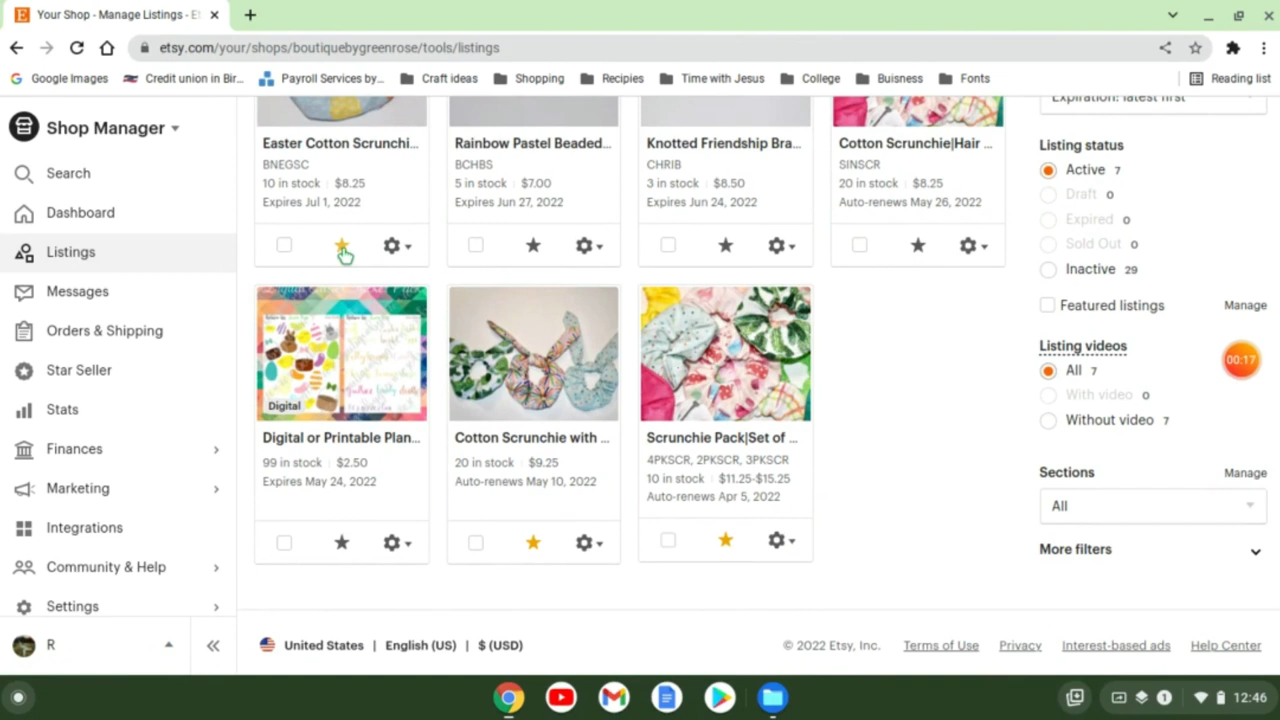 Your Shop - Manage Listings - Et
etsy.com/your/shops/boutiquebygreenrose/tools/listings
Google Images
Credit union in Bir...
Payroll Services by...
Craft ideas
Shopping
Recipies
Time with Jesus
College
Buisness
Fonts
Reading list
Shop Manager
Search
Dashboard
Listings
Messages
Orders & Shipping
Star Seller
Stats
Finances
Marketing
Integrations
Community & Help
Settings
R
Easter Cotton Scrunchi...
BNEGSC
10 in stock | $8.25
Expires Jul 1, 2022
Rainbow Pastel Beaded...
BCHBS
5 in stock | $7.00
Expires Jun 27, 2022
Knotted Friendship Bra...
CHRIB
3 in stock | $8.50
Expires Jun 24, 2022
Cotton Scrunchie|Hair ...
SINSCR
20 in stock | $8.25
Auto-renews May 26, 2022
Digital
Digital or Printable Plan...
99 in stock | $2.50
Expires May 24, 2022
Cotton Scrunchie with ...
20 in stock | $9.25
Auto-renews May 10, 2022
Scrunchie Pack|Set of ...
4PKSCR, 2PKSCR, 3PKSCR
10 in stock | $11.25-$15.25
Auto-renews Apr 5, 2022
Expiration: latest first
Listing status
Active 7
Draft 0
Expired 0
Sold Out 0
Inactive 29
Featured listings Manage
Listing videos
All 7
With video 0
Without video 7
00:17
Sections Manage
All
More filters
United States | English (US) | $ (USD)
© 2022 Etsy, Inc. Terms of Use Privacy Interest-based ads Help Center
1
12:46